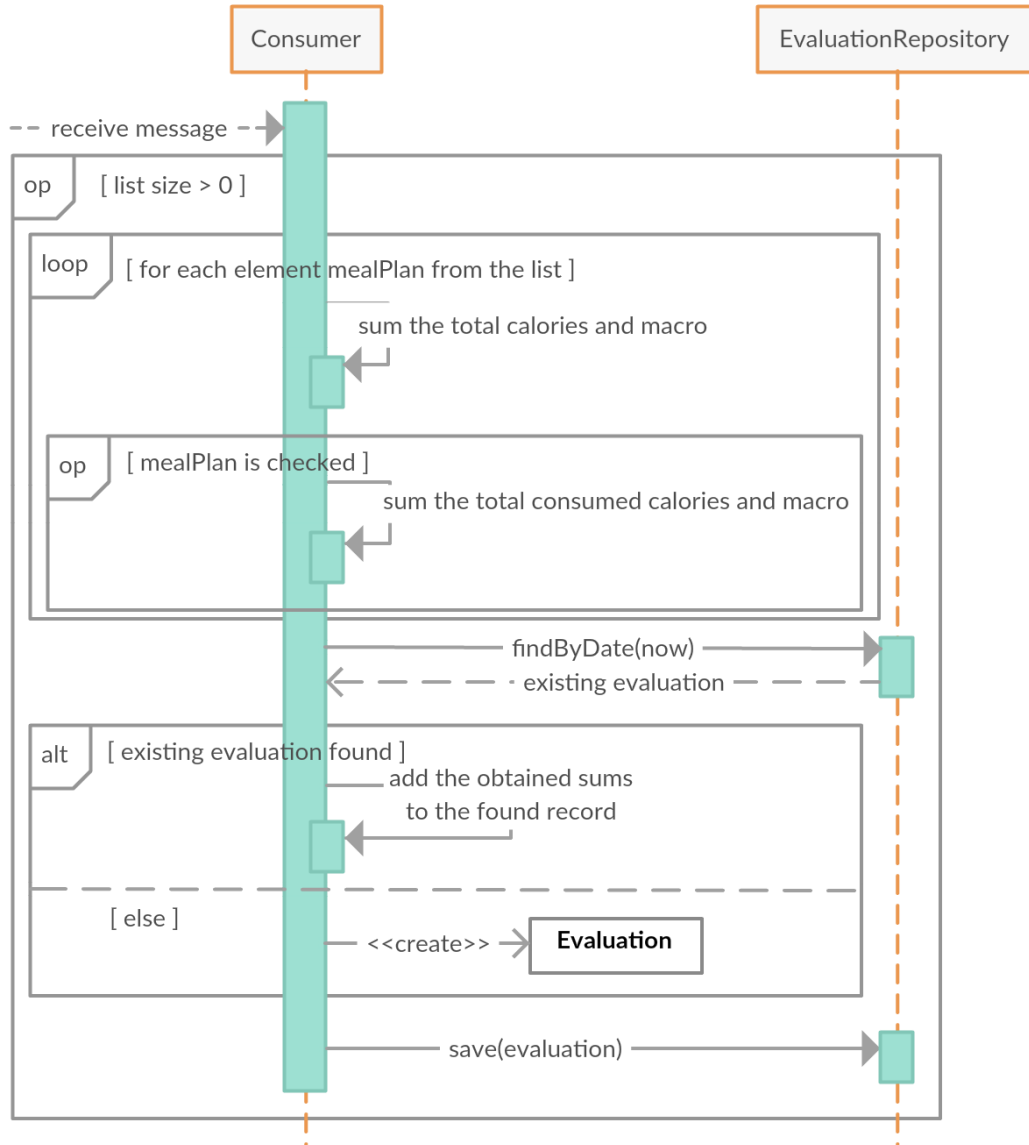 Consumer
EvaluationRepository
receive message
op
[ list size > 0 ]
loop
[ for each element mealPlan from the list ]
sum the total calories and macro
op
[ mealPlan is checked ]
sum the total consumed calories and macro
findByDate(now)
existing evaluation
alt
[ existing evaluation found ]
add the obtained sums
to the found record
[ else ]
<<create>>
Evaluation
save(evaluation)